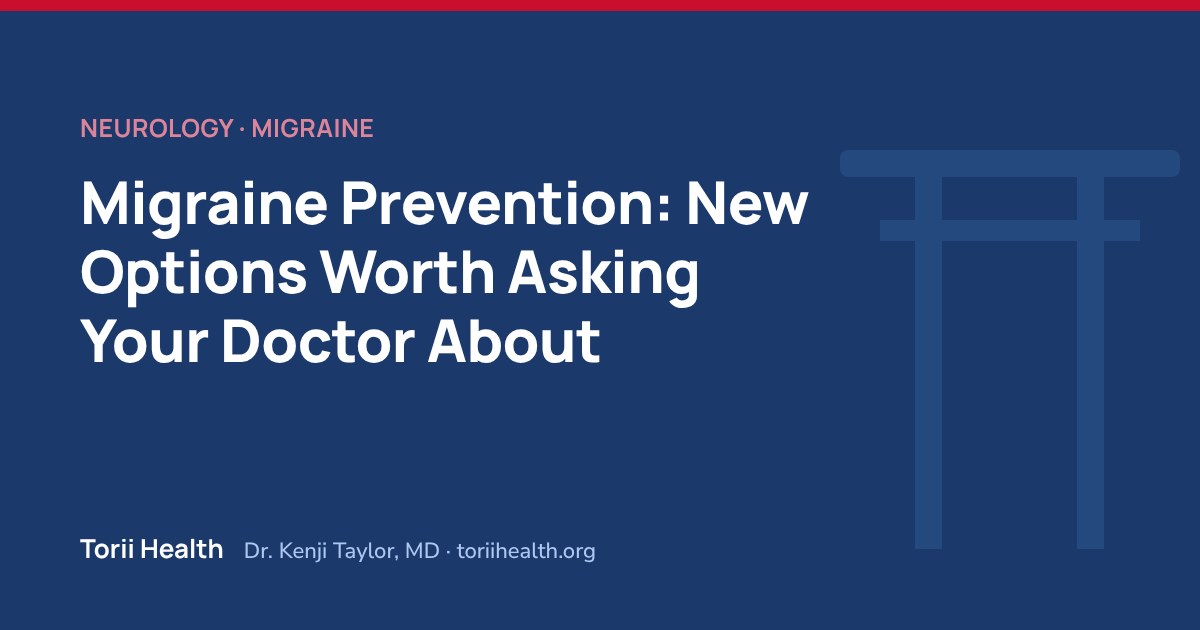 NEUROLOGY · MIGRAINE
Migraine Prevention: New
Options Worth Asking
Your Doctor About
Torii Health Dr. Kenji Taylor, MD · toriihealth.org